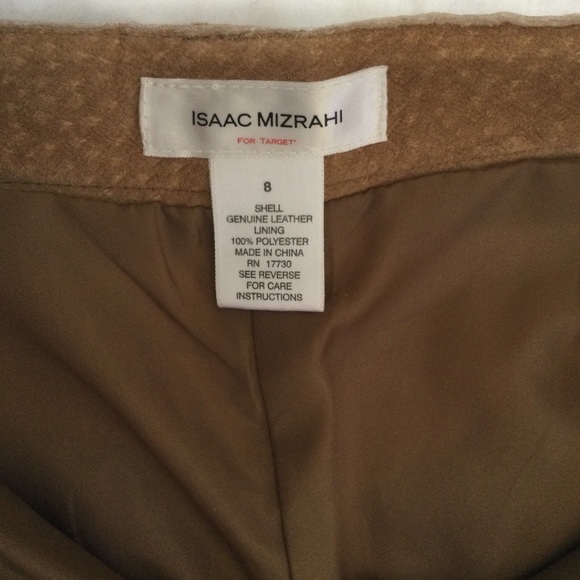 ISAAC MIZRAHI
FOR TARGET*
8
SHELL
GENUINE LEATHER
LINING
100% POLYESTER
MADE IN CHINA
RN 17730
SEE REVERSE
FOR CARE
INSTRUCTIONS